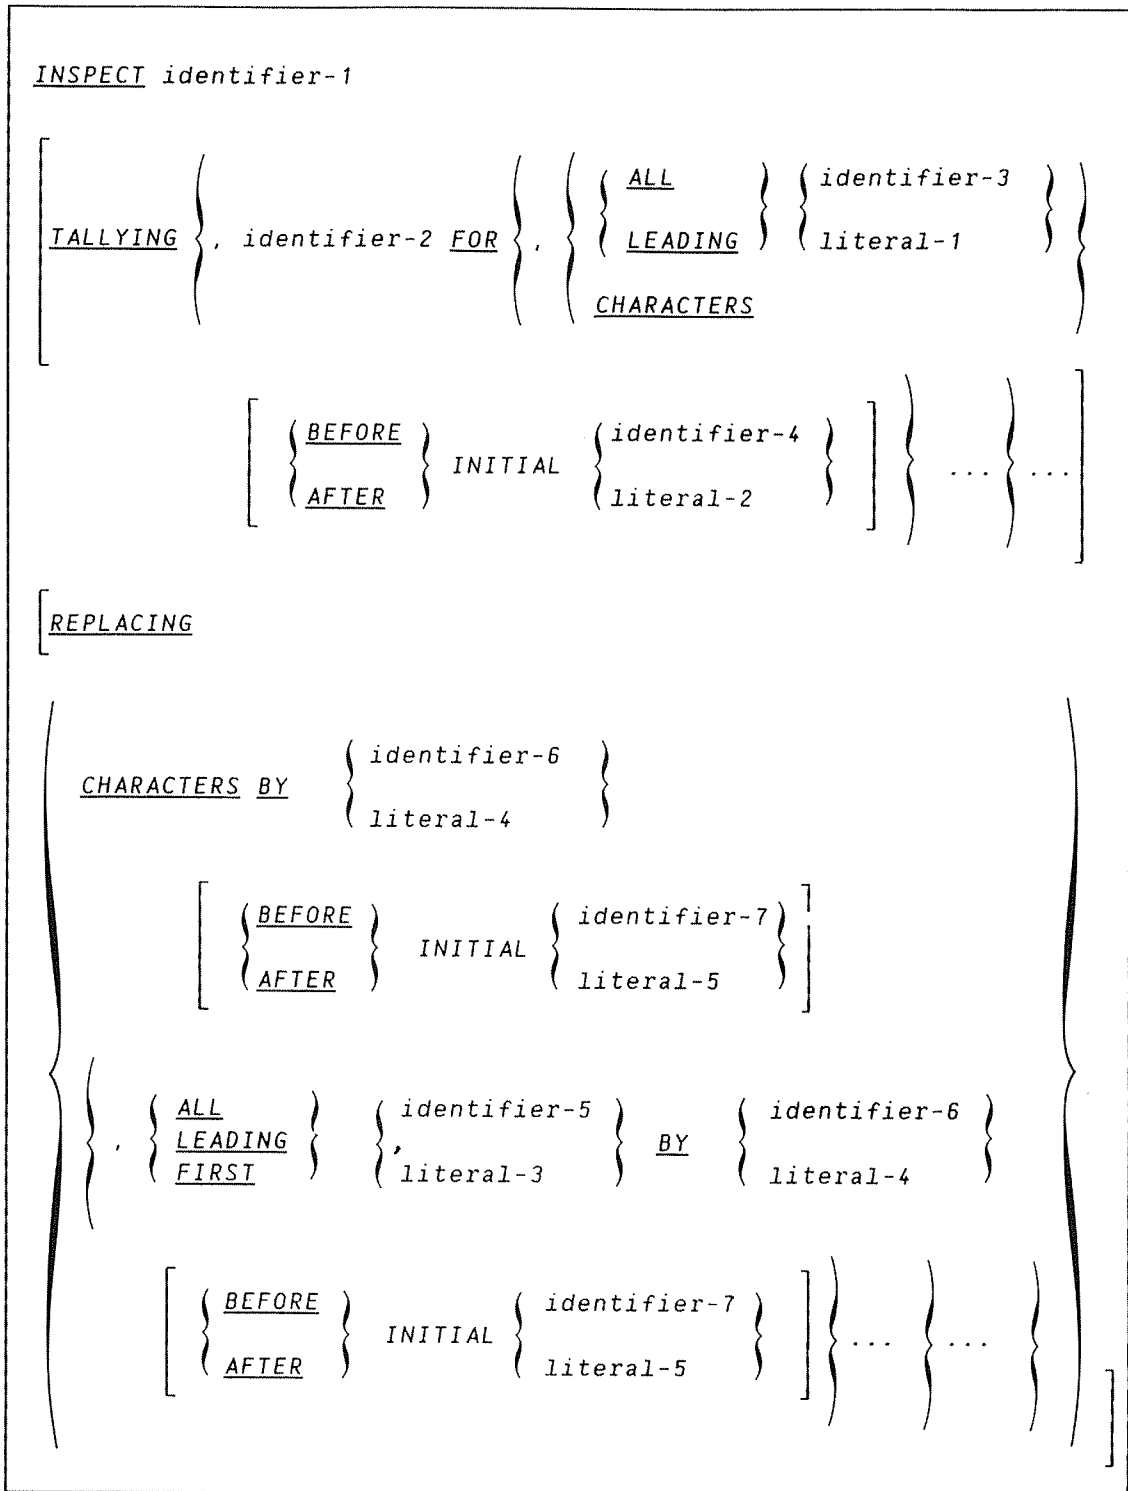 INSPECT identifier-1
ALL identifier-3
TALLYING , identifier-2 FOR ,
LEADING literal-1
CHARACTERS
BEFORE identifier-4
INITIAL ... ...
AFTER literal-2
REPLACING
identifier-6
CHARACTERS BY
literal-4
BEFORE identifier-7
INITIAL
AFTER literal-5
ALL identifier-5 identifier-6
, LEADING , BY
FIRST literal-3 literal-4
BEFORE identifier-7
INITIAL ... ...
AFTER literal-5